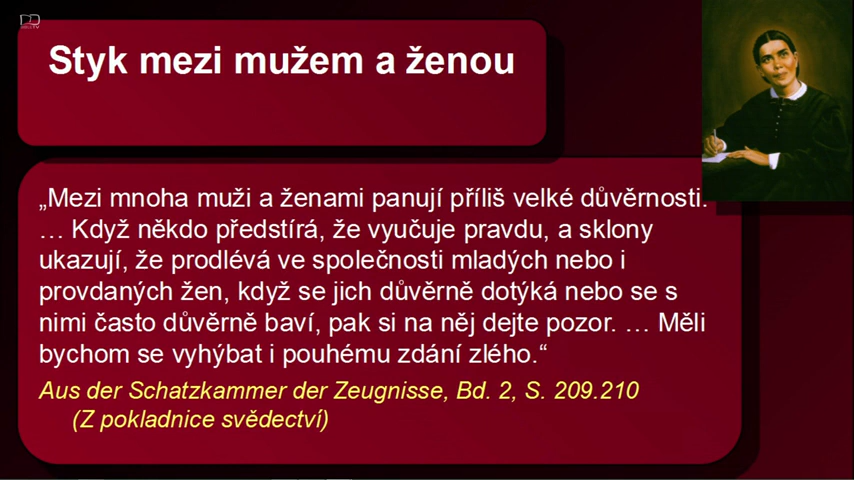 Styk mezi mužem a ženou
„Mezi mnoha muži a ženami panují příliš velké důvěrnosti.
… Když někdo předstírá, že vyučuje pravdu, a sklony
ukazují, že prodlévá ve společnosti mladých nebo i
provdaných žen, když se jich důvěrně dotýká nebo se s
nimi často důvěrně baví, pak si na něj dejte pozor. … Měli
bychom se vyhýbat i pouhému zdání zlého.“
Aus der Schatzkammer der Zeugnisse, Bd. 2, S. 209.210
(Z pokladnice svědectví)